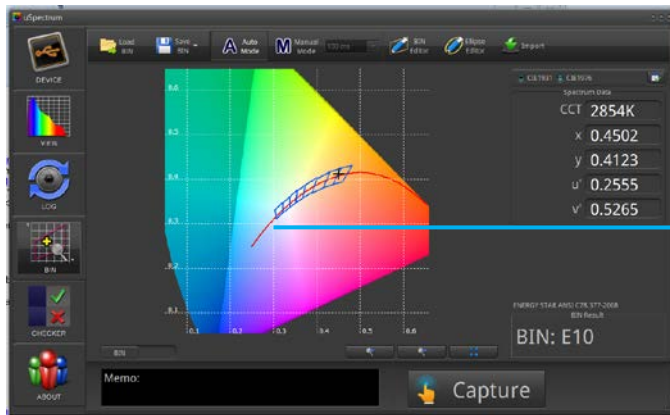 uSpectrum
DEVICE
VIEW
LOG
BIN
CHECKER
ABOUT
Load BIN
Save BIN
A Auto Mode
M Manual Mode
100 ms
BIN Editor
Ellipse Editor
Import
CIE1931 CIE1976
Spectrum Data
CCT 2854K
x 0.4502
y 0.4123
u' 0.2555
v' 0.5265
0.6
0.5
0.4
0.3
0.2
0.1
0.1 0.2 0.3 0.4 0.5 0.6
ENERGY STAR ANSI C78.377-2008
BIN Result
BIN: E10
BIN
Memo:
Capture